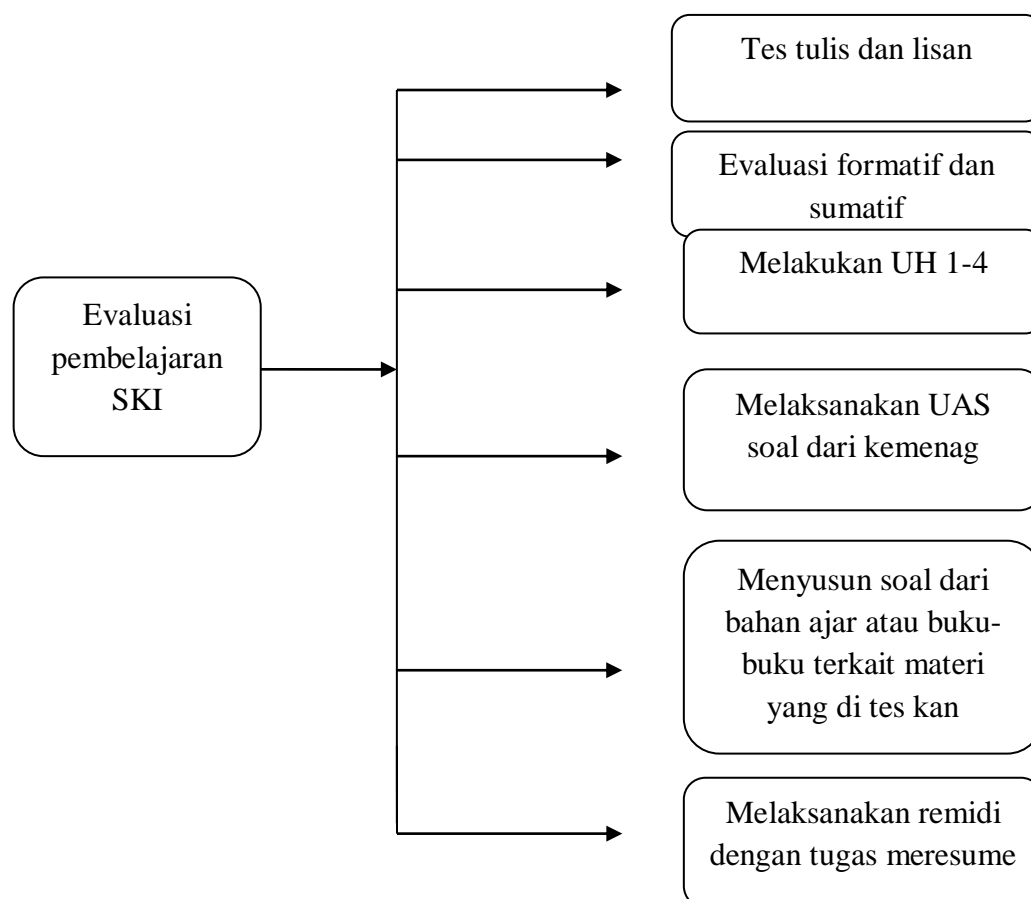 Tes tulis dan lisan
Evaluasi formatif dan
sumatif
Melakukan UH 1-4
Evaluasi
pembelajaran
SKI
Melaksanakan UAS
soal dari kemenag
Menyusun soal dari
bahan ajar atau buku-
buku terkait materi
yang di tes kan
Melaksanakan remidi
dengan tugas meresume